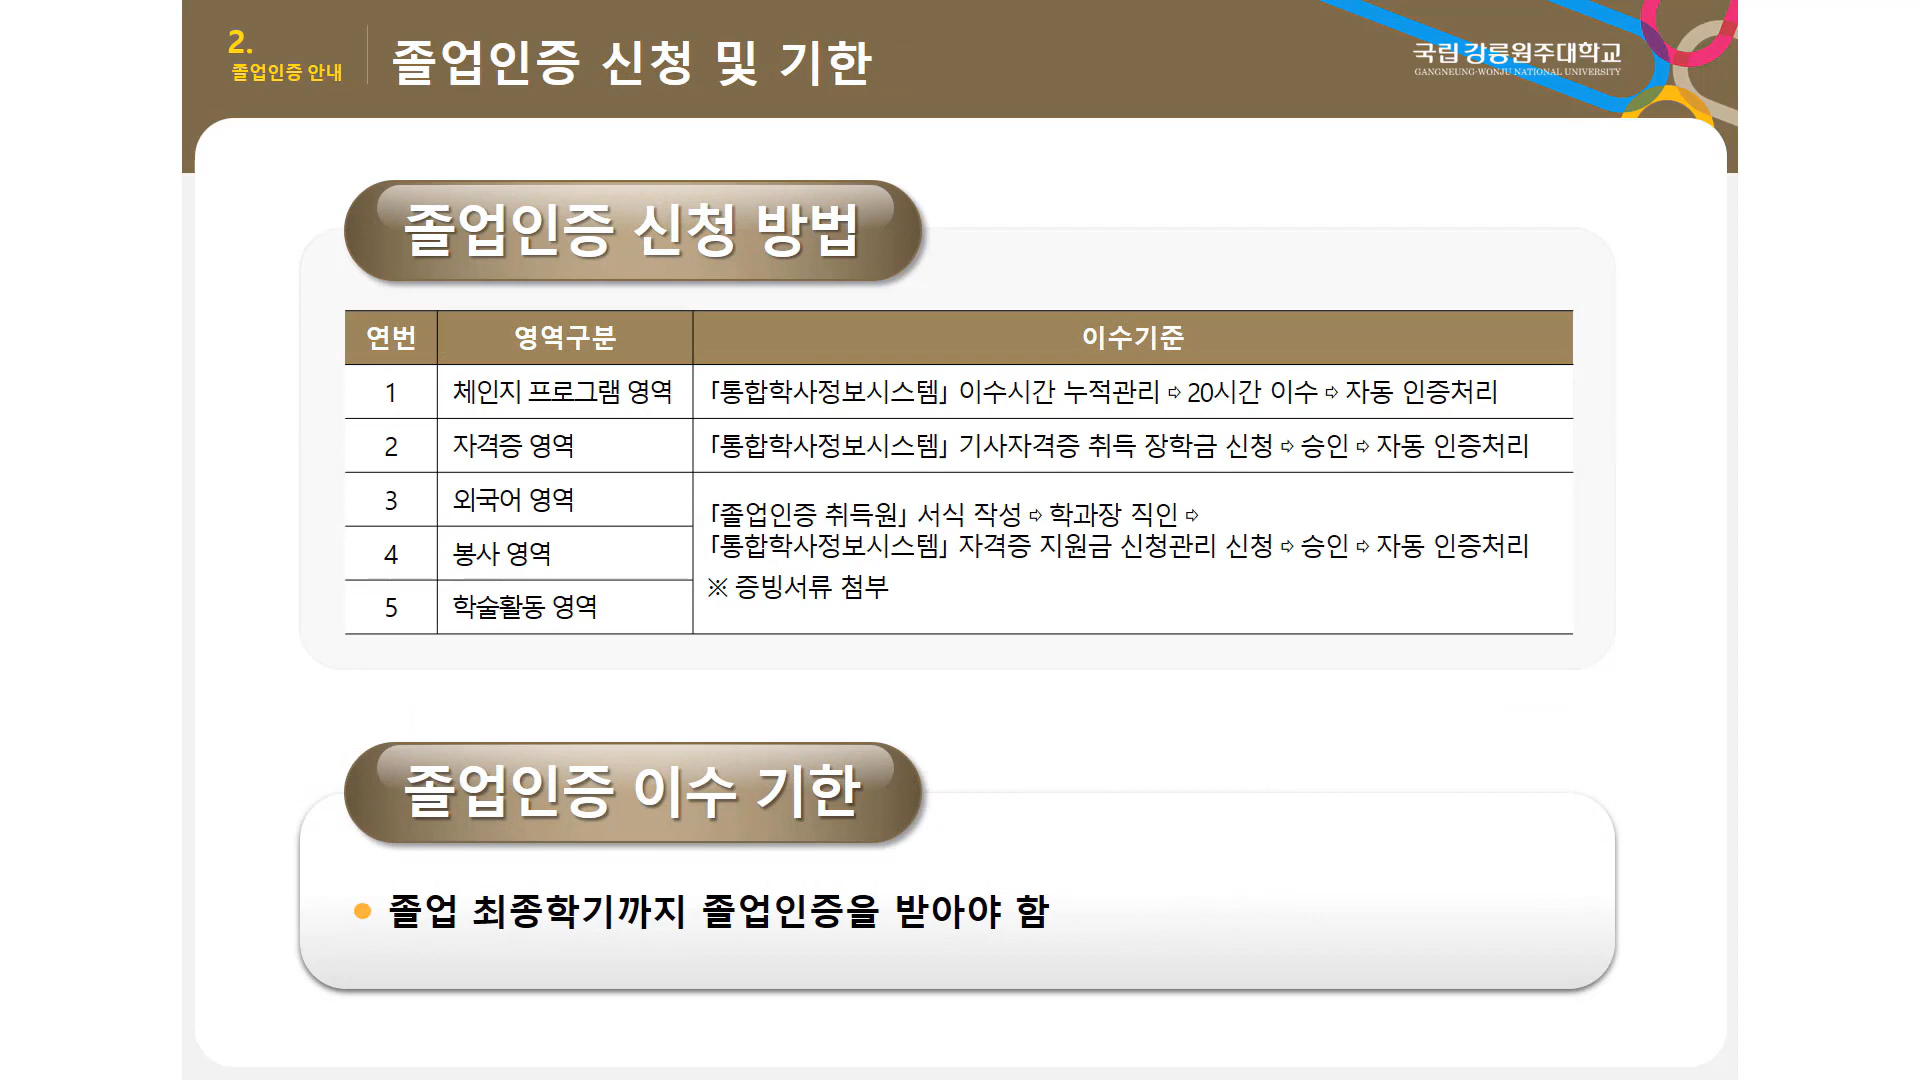 2.
졸업인증 안내
졸업인증 신청 및 기한
국립 강릉원주대학교
GANGNEUNG-WONJU NATIONAL UNIVERSITY
졸업인증 신청 방법
연번 영역구분 이수기준
1 체인지 프로그램 영역 「통합학사정보시스템」 이수시간 누적관리 ⇨ 20시간 이수 ⇨ 자동 인증처리
2 자격증 영역 「통합학사정보시스템」 기사자격증 취득 장학금 신청 ⇨ 승인 ⇨ 자동 인증처리
3 외국어 영역
4 봉사 영역
5 학술활동 영역
「졸업인증 취득원」 서식 작성 ⇨ 학과장 직인 ⇨
「통합학사정보시스템」 자격증 지원금 신청관리 신청 ⇨ 승인 ⇨ 자동 인증처리
※ 증빙서류 첨부
졸업인증 이수 기한
● 졸업 최종학기까지 졸업인증을 받아야 함